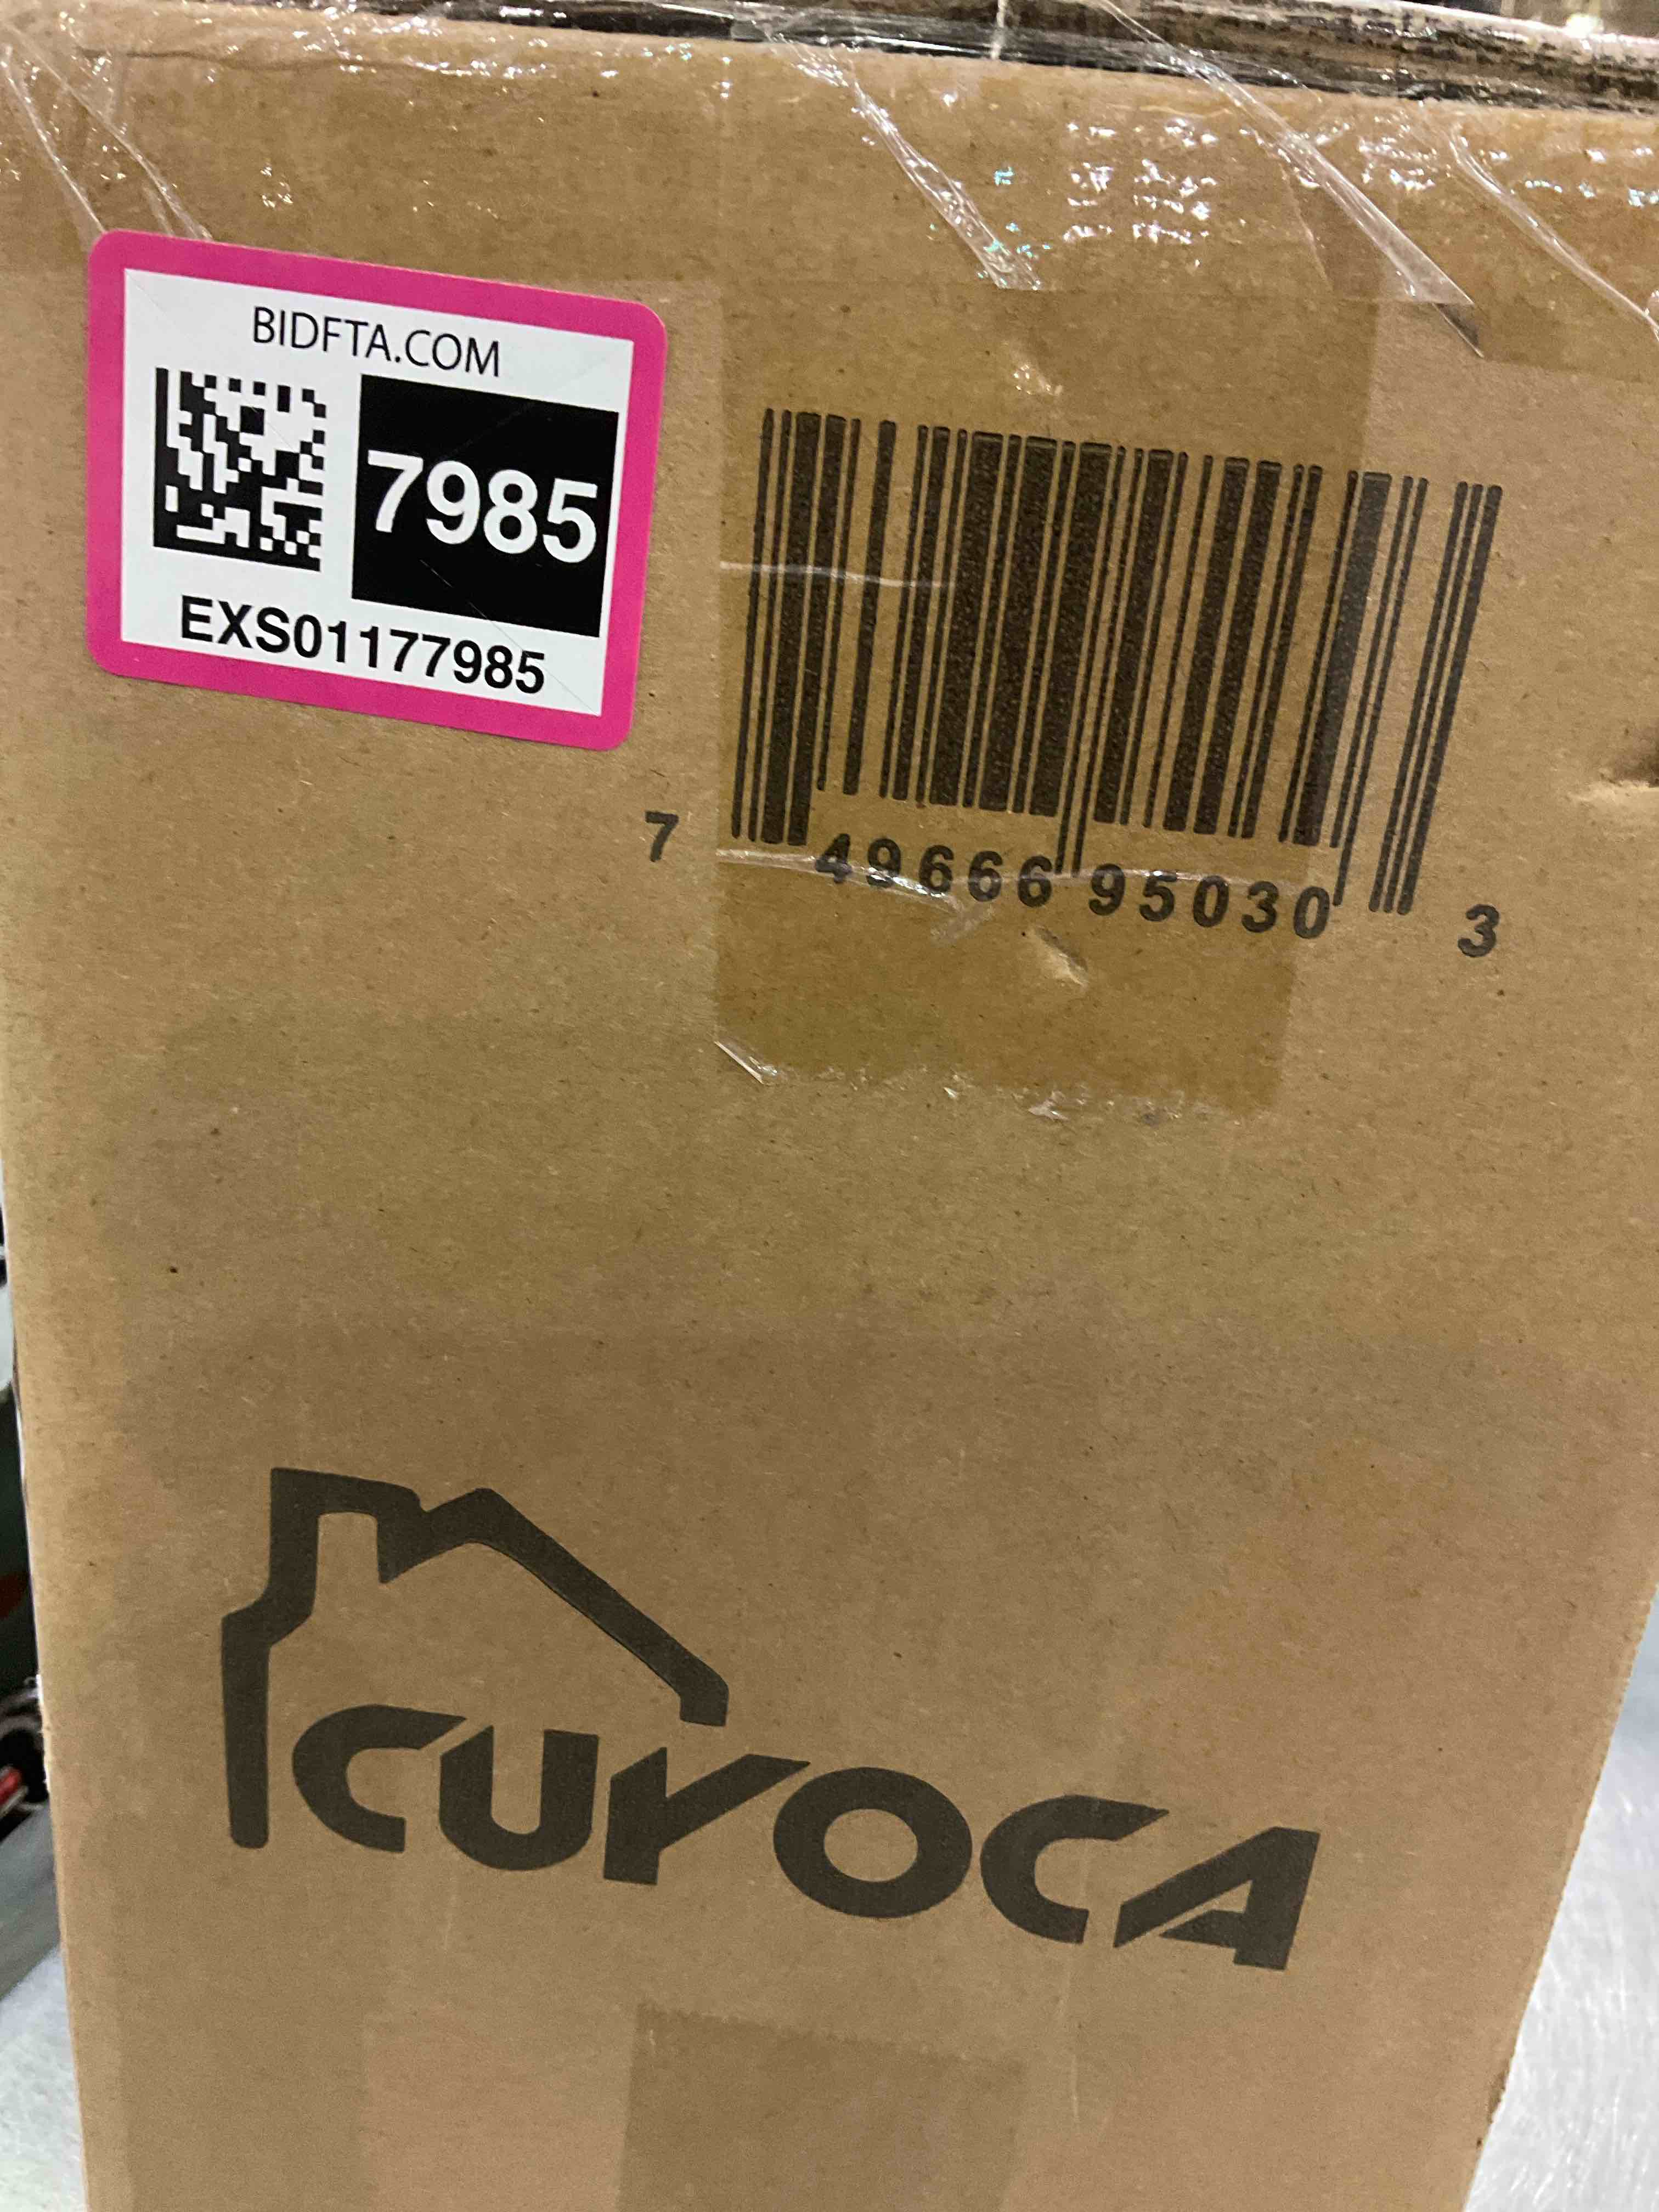 BIDFTA.COM
7985
EXS01177985
7 49666 95030 3
CUYOCA